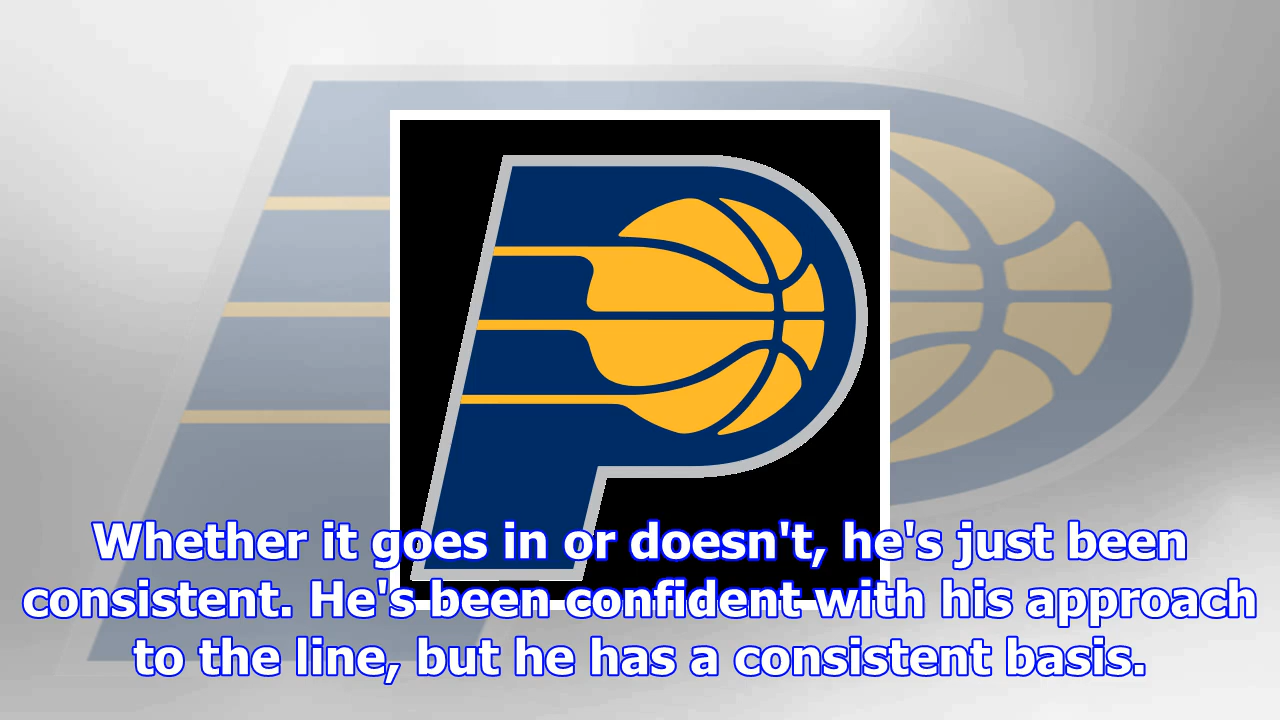 Whether it goes in or doesn't, he's just been
consistent. He's been confident with his approach
to the line, but he has a consistent basis.